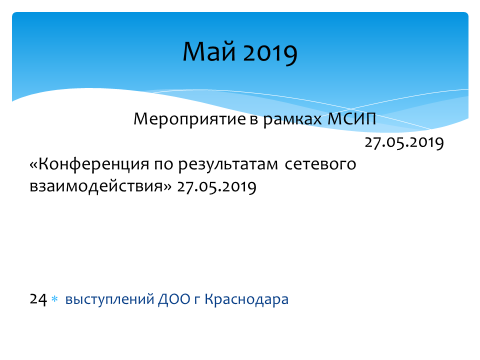 Май 2019
Мероприятие в рамках МСИП
27.05.2019
«Конференция по результатам сетевого
взаимодействия» 27.05.2019
24 * выступлений ДОО г Краснодара